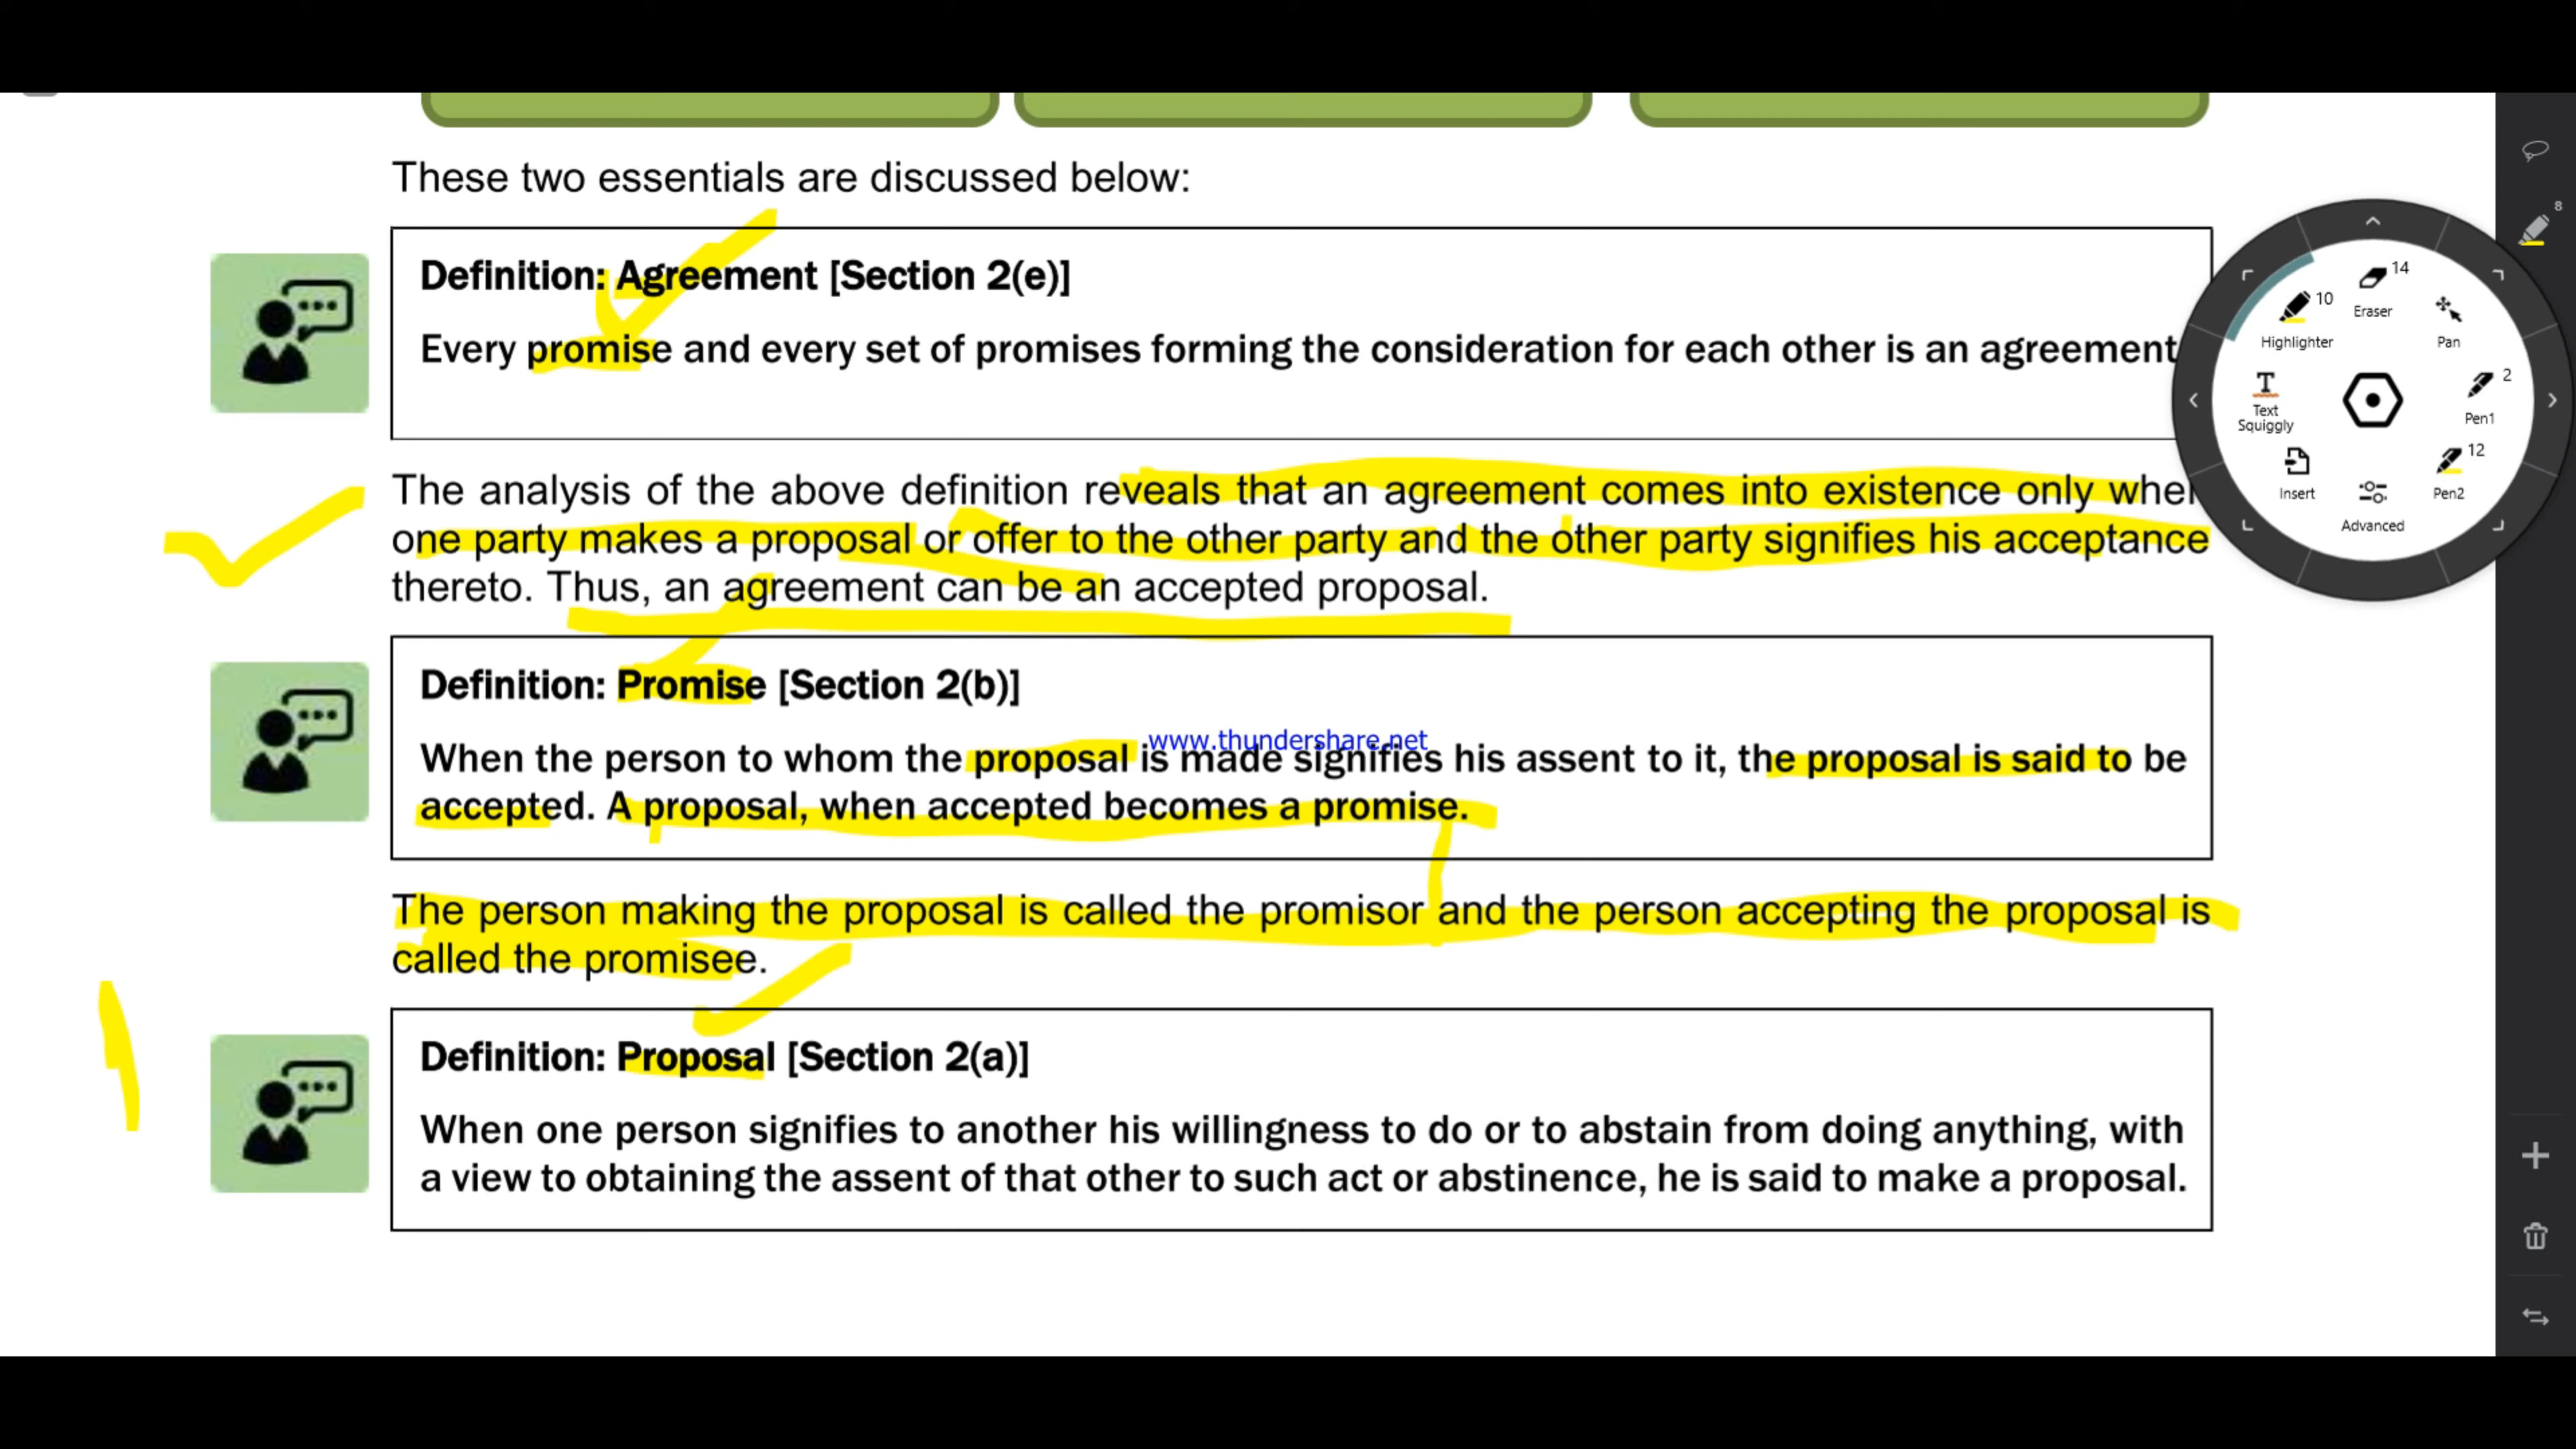 These two essentials are discussed below:
Definition: Agreement [Section 2(e)]
Every promise and every set of promises forming the consideration for each other is an agreement
The analysis of the above definition reveals that an agreement comes into existence only when
one party makes a proposal or offer to the other party and the other party signifies his acceptance
thereto. Thus, an agreement can be an accepted proposal.
Definition: Promise [Section 2(b)]
www.thundershare.net
When the person to whom the proposal is made signifies his assent to it, the proposal is said to be
accepted. A proposal, when accepted becomes a promise.
The person making the proposal is called the promisor and the person accepting the proposal is
called the promisee.
Definition: Proposal [Section 2(a)]
When one person signifies to another his willingness to do or to abstain from doing anything, with
a view to obtaining the assent of that other to such act or abstinence, he is said to make a proposal.
8
14
Eraser
10
Highlighter
Pan
2
Pen1
T
Text
Squiggly
12
Pen2
Insert
Advanced